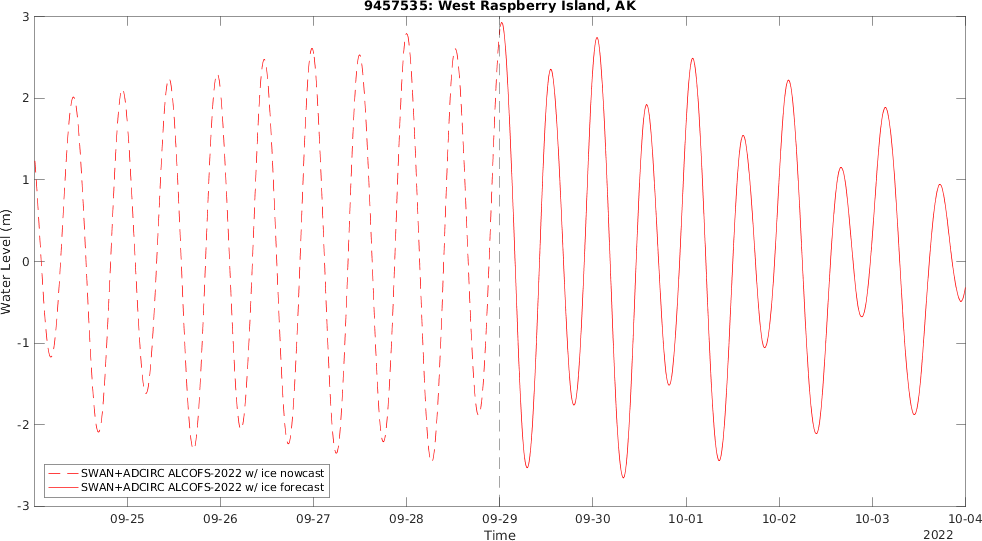 9457535: West Raspberry Island, AK
3
2
1
0
-1
-2
-3
Water Level (m)
SWAN+ADCIRC ALCOFS-2022 w/ ice nowcast
SWAN+ADCIRC ALCOFS-2022 w/ ice forecast
09-25 09-26 09-27 09-28 09-29 09-30 10-01 10-02 10-03 10-04
Time
2022